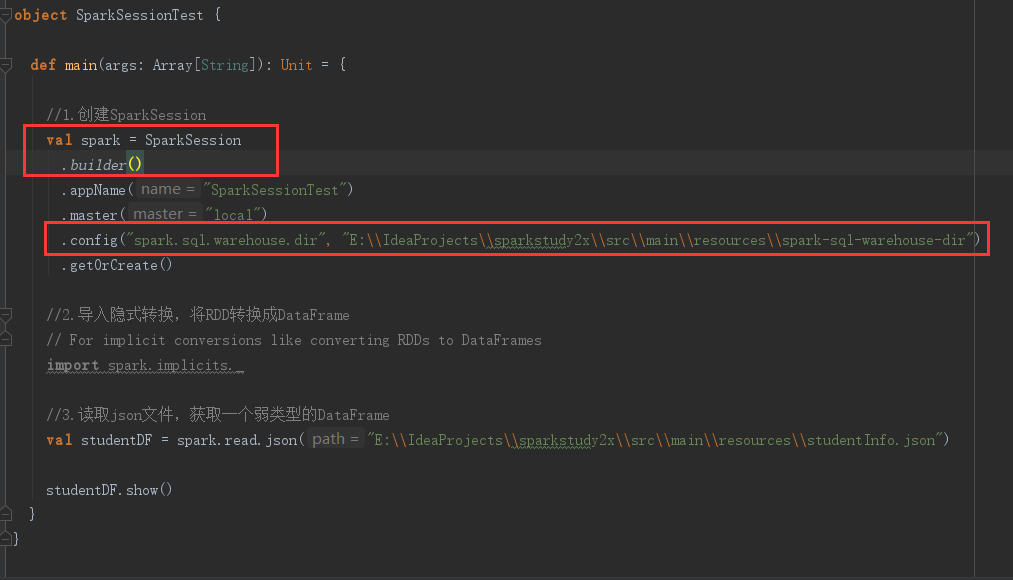 object SparkSessionTest {
def main(args: Array[String]): Unit = {
//1.创建SparkSession
val spark = SparkSession
.builder()
.appName( name = "SparkSessionTest")
.master( master = "local")
.config("spark.sql.warehouse.dir", "E:\\IdeaProjects\\sparkstudy2x\\src\\main\\resources\\spark-sql-warehouse-dir")
.getOrCreate()
//2.导入隐式转换，将RDD转换成DataFrame
// For implicit conversions like converting RDDs to DataFrames
import spark.implicits._
//3.读取json文件，获取一个弱类型的DataFrame
val studentDF = spark.read.json( path = "E:\\IdeaProjects\\sparkstudy2x\\src\\main\\resources\\studentInfo.json")
studentDF.show()
}
}